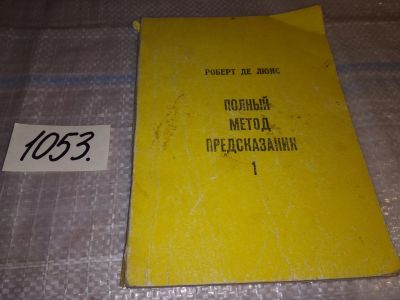 1053.
РОБЕРТ ДЕ ЛЮИС
ПОЛНЫЙ
МЕТОД
ПРЕДСКАЗАНИЯ
1